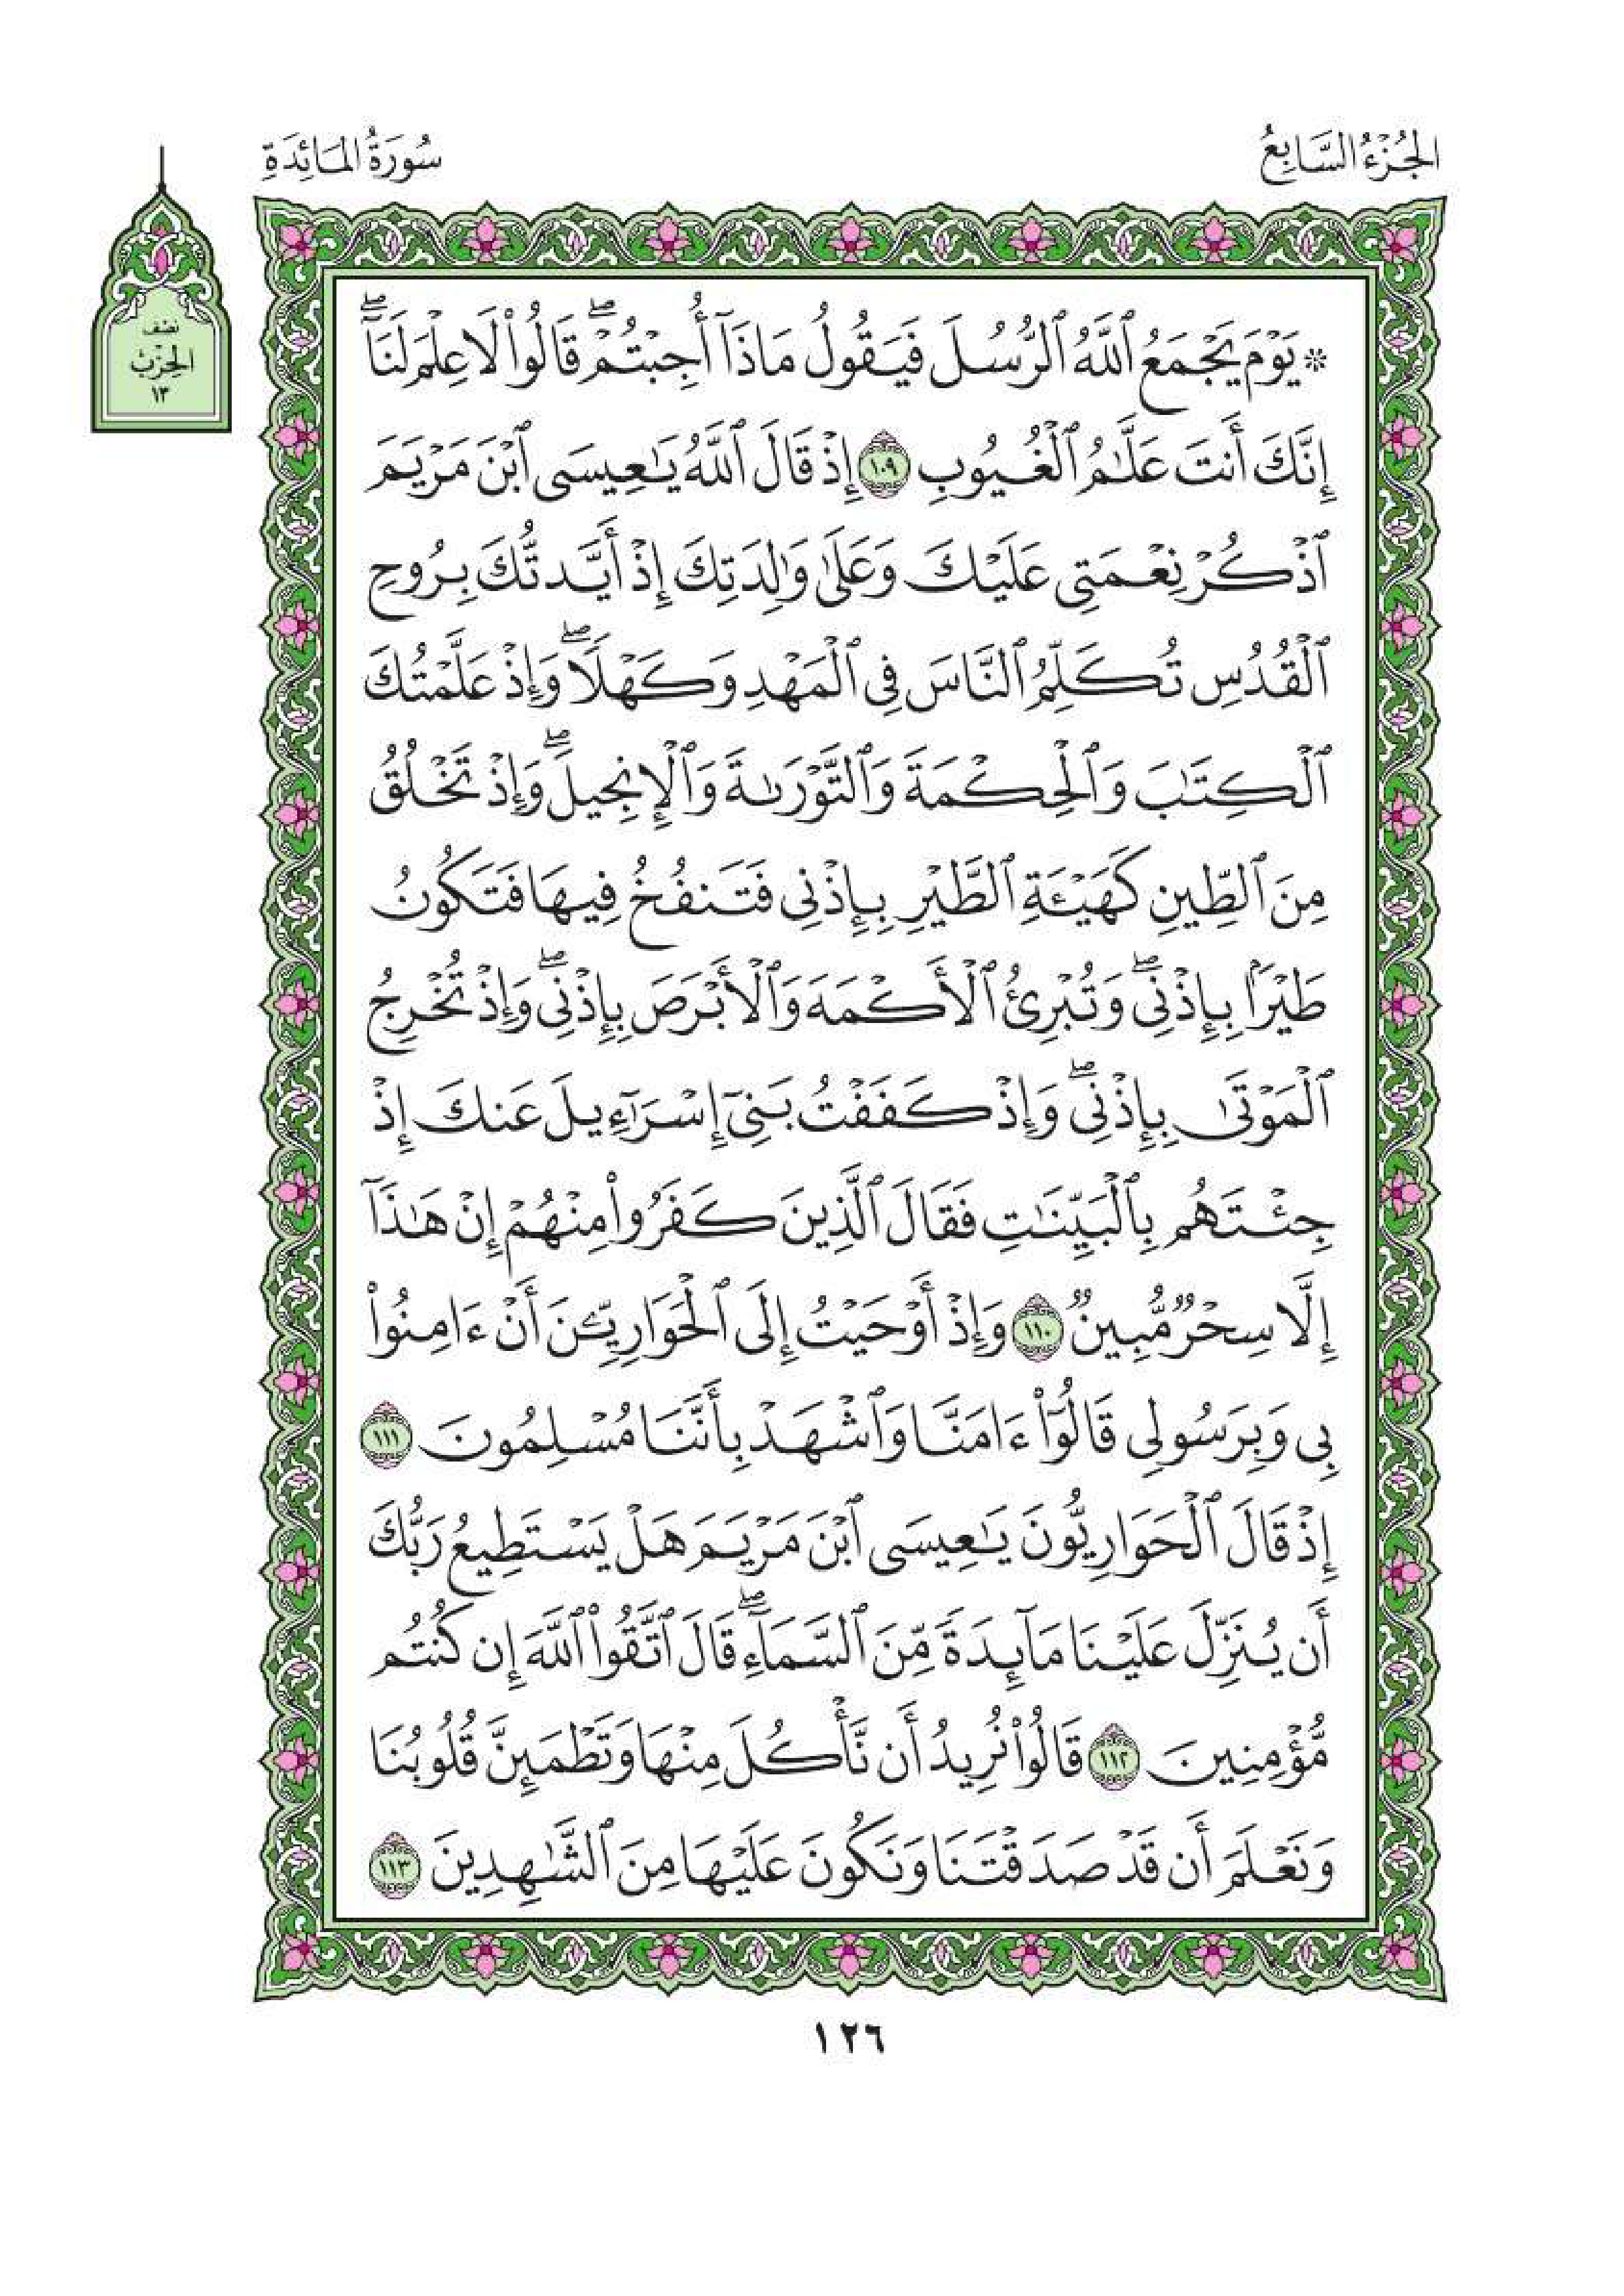 الجُزْءُ السَّابِعُ
سُورَةُ المَائِدَةِ
نصف
الحِزْب
١٣
۞ يَوْمَ يَجْمَعُ ٱللَّهُ ٱلرُّسُلَ فَيَقُولُ مَاذَآ أُجِبْتُمْۖ قَالُوا۟ لَا عِلْمَ لَنَآۖ
إِنَّكَ أَنتَ عَلَّٰمُ ٱلْغُيُوبِ ١٠٩ إِذْ قَالَ ٱللَّهُ يَٰعِيسَى ٱبْنَ مَرْيَمَ
ٱذْكُرْ نِعْمَتِى عَلَيْكَ وَعَلَىٰ وَٰلِدَتِكَ إِذْ أَيَّدتُّكَ بِرُوحِ
ٱلْقُدُسِ تُكَلِّمُ ٱلنَّاسَ فِى ٱلْمَهْدِ وَكَهْلًاۖ وَإِذْ عَلَّمْتُكَ
ٱلْكِتَٰبَ وَٱلْحِكْمَةَ وَٱلتَّوْرَىٰةَ وَٱلْإِنجِيلَۖ وَإِذْ تَخْلُقُ
مِنَ ٱلطِّينِ كَهَيْـَٔةِ ٱلطَّيْرِ بِإِذْنِى فَتَنفُخُ فِيهَا فَتَكُونُ
طَيْرًۢا بِإِذْنِىۖ وَتُبْرِئُ ٱلْأَكْمَهَ وَٱلْأَبْرَصَ بِإِذْنِىۖ وَإِذْ تُخْرِجُ
ٱلْمَوْتَىٰ بِإِذْنِىۖ وَإِذْ كَفَفْتُ بَنِىٓ إِسْرَٰٓءِيلَ عَنكَ إِذْ
جِئْتَهُم بِٱلْبَيِّنَٰتِ فَقَالَ ٱلَّذِينَ كَفَرُوا۟ مِنْهُمْ إِنْ هَٰذَآ
إِلَّا سِحْرٌ مُّبِينٌ ١١٠ وَإِذْ أَوْحَيْتُ إِلَى ٱلْحَوَارِيِّـۧنَ أَنْ ءَامِنُوا۟
بِى وَبِرَسُولِى قَالُوٓا۟ ءَامَنَّا وَٱشْهَدْ بِأَنَّنَا مُسْلِمُونَ ١١١
إِذْ قَالَ ٱلْحَوَارِيُّونَ يَٰعِيسَى ٱبْنَ مَرْيَمَ هَلْ يَسْتَطِيعُ رَبُّكَ
أَن يُنَزِّلَ عَلَيْنَا مَآئِدَةً مِّنَ ٱلسَّمَآءِۖ قَالَ ٱتَّقُوا۟ ٱللَّهَ إِن كُنتُم
مُّؤْمِنِينَ ١١٢ قَالُوا۟ نُرِيدُ أَن نَّأْكُلَ مِنْهَا وَتَطْمَئِنَّ قُلُوبُنَا
وَنَعْلَمَ أَن قَدْ صَدَقْتَنَا وَنَكُونَ عَلَيْهَا مِنَ ٱلشَّٰهِدِينَ ١١٣
١٢٦